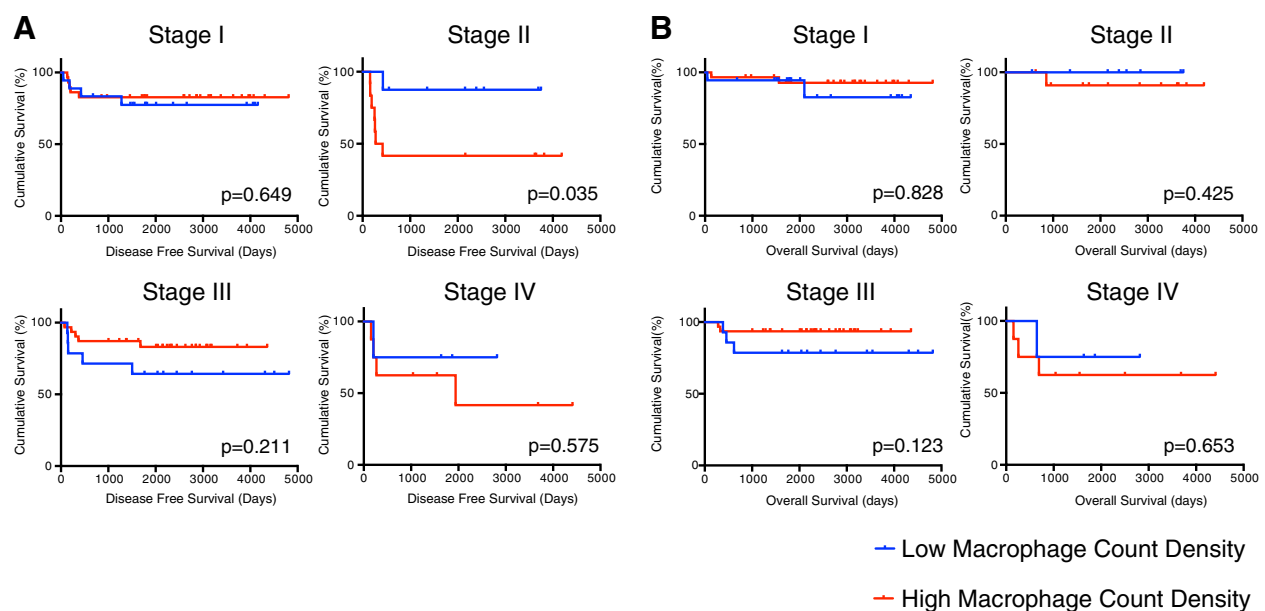 A
Stage I
Cumulative Survival (%)
100
50
0
0 1000 2000 3000 4000 5000
Disease Free Survival (Days)
p=0.649
Stage II
Cumulative Survival (%)
100
50
0
0 1000 2000 3000 4000 5000
Disease Free Survival (Days)
p=0.035
Stage III
Cumulative Survival (%)
100
50
0
0 1000 2000 3000 4000 5000
Disease Free Survival (Days)
p=0.211
Stage IV
Cumulative Survival (%)
100
50
0
0 1000 2000 3000 4000 5000
Disease Free Survival (Days)
p=0.575
B
Stage I
Cumulative Survival (%)
100
50
0
0 1000 2000 3000 4000 5000
Overall Survival (days)
p=0.828
Stage II
Cumulative Survival (%)
100
50
0
0 1000 2000 3000 4000 5000
Overall Survival (days)
p=0.425
Stage III
Cumulative Survival(%)
100
50
0
0 1000 2000 3000 4000 5000
Overall Survival (days)
p=0.123
Stage IV
Cumulative Survival(%)
100
50
0
0 1000 2000 3000 4000 5000
Overall Survival (days)
p=0.653
Low Macrophage Count Density
High Macrophage Count Density